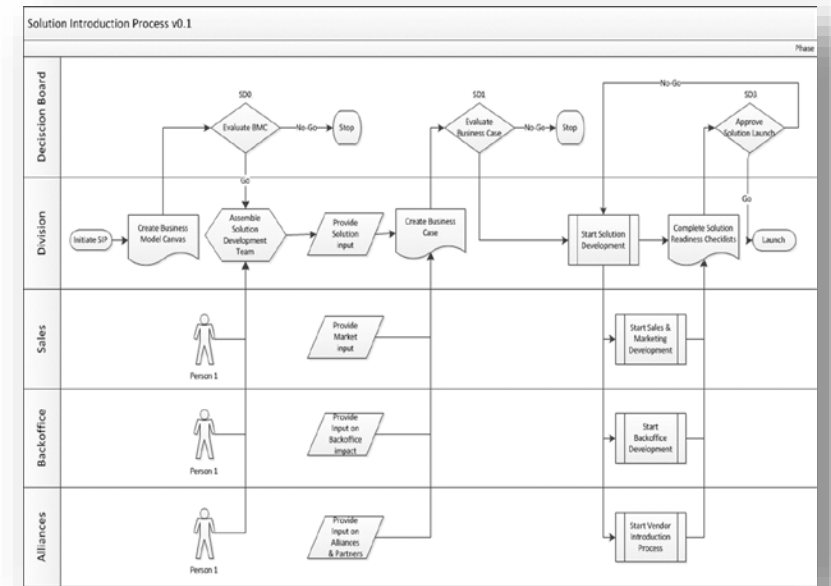 Solution Introduction Process v0.1
Phase
Deciscion Board
SD0
Evaluate BMC
No-Go
Stop
Go
SD1
Evaluate
Business Case
No-Go
Stop
No-Go
SD3
Approve
Solution Launch
Go
Division
Initiate SIP
Create Business
Model Canvas
Assemble
Solution
Development
Team
Provide
Solution
input
Create Business
Case
Start Solution
Development
Complete Solution
Readiness Checklists
Launch
Sales
Person 1
Provide
Market
input
Start Sales &
Marketing
Development
Backoffice
Person 1
Provide
Input on
Backoffice
impact
Start
Backoffice
Development
Alliances
Person 1
Provide
Input on
Alliances
& Partners
Start Vendor
Introduction
Process